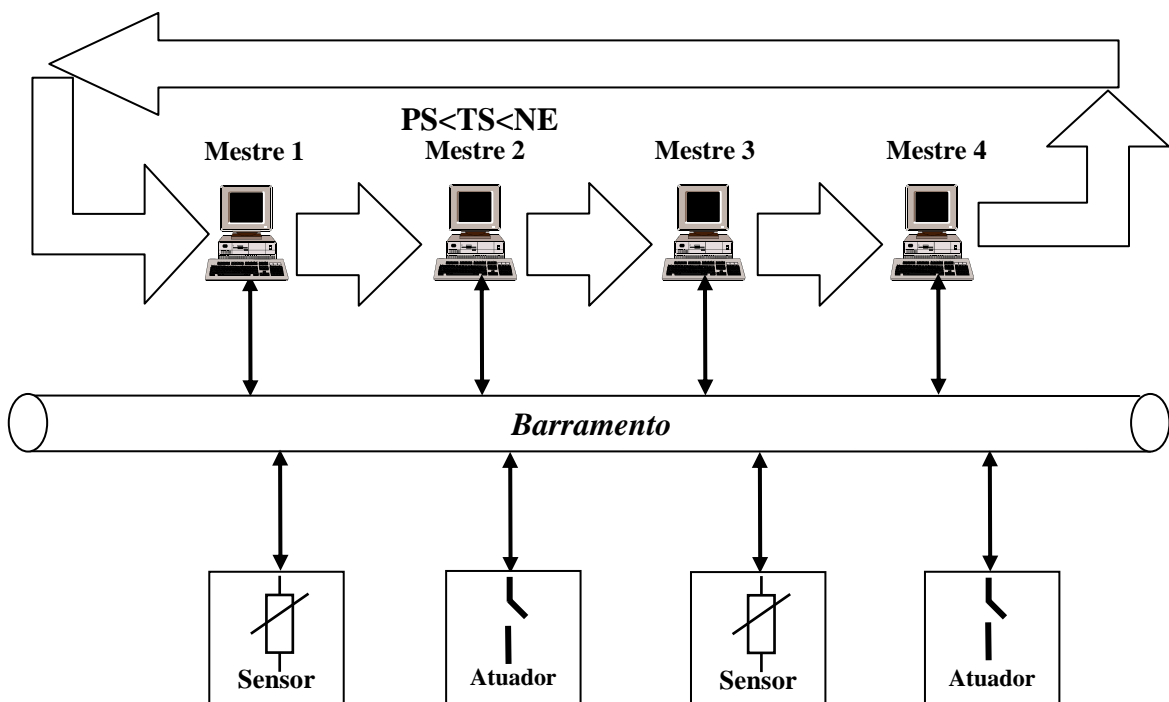 PS<TS<NE
Mestre 1
Mestre 2
Mestre 3
Mestre 4
Barramento
Sensor
Atuador
Sensor
Atuador